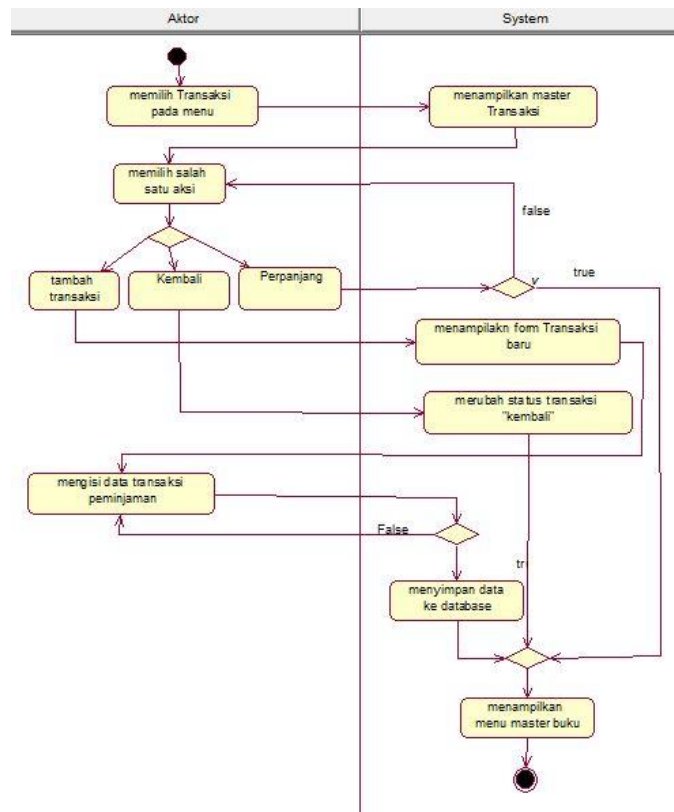 Aktor
System
memilih Transaksi
pada menu
menampilkan master
Transaksi
memilih salah
satu aksi
false
tambah
transaksi
Kembali
Perpanjang
v
true
menampilakn form Transaksi
baru
merubah status transaksi
"kembali"
mengisi data transaksi
peminjaman
False
tr
menyimpan data
ke database
menampilkan
menu master buku